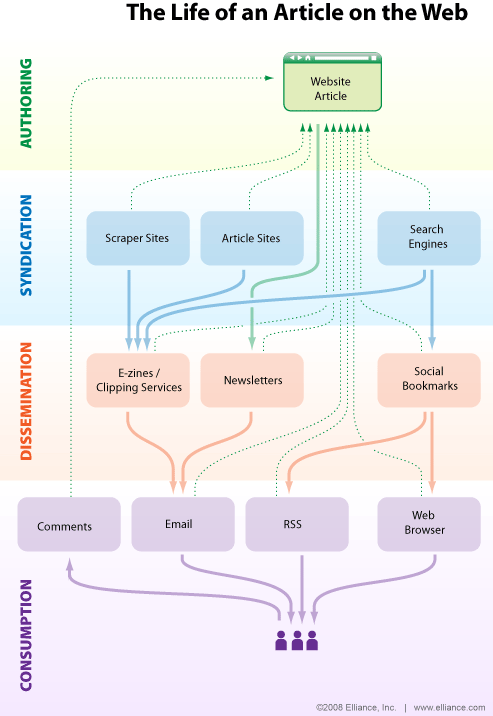 The Life of an Article on the Web
AUTHORING
Website
Article
SYNDICATION
Scraper Sites
Article Sites
Search
Engines
DISSEMINATION
E-zines /
Clipping Services
Newsletters
Social
Bookmarks
Comments
Email
RSS
Web
Browser
CONSUMPTION
©2008 Elliance, Inc. | www.elliance.com